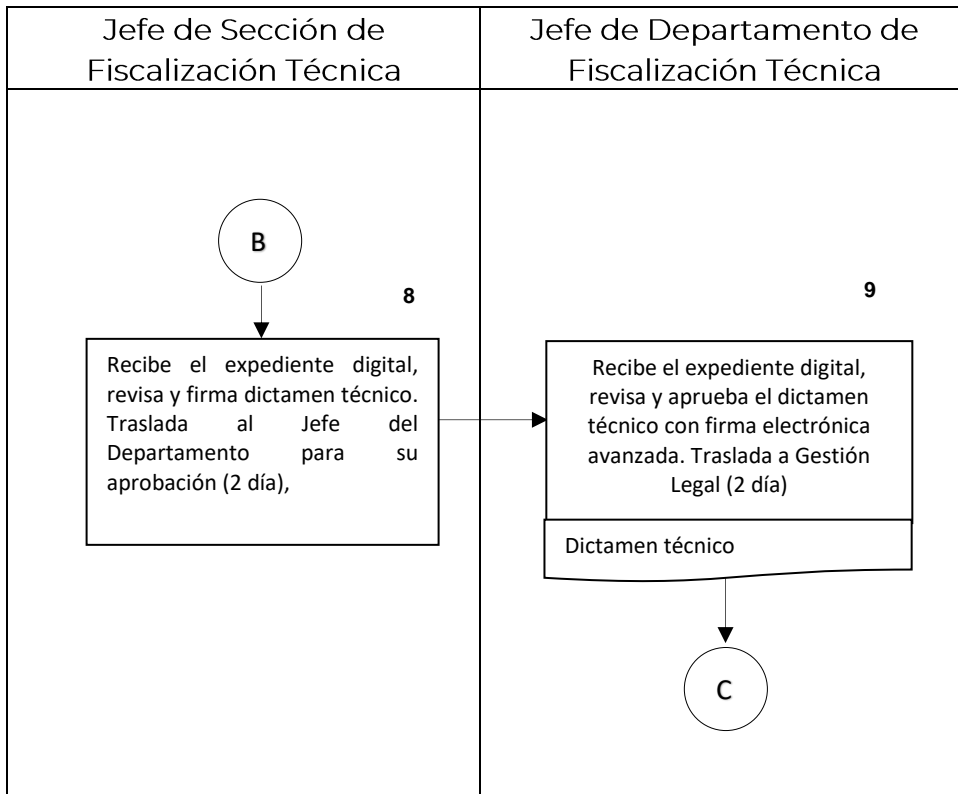 Jefe de Sección de
Fiscalización Técnica
Jefe de Departamento de
Fiscalización Técnica
B
8
Recibe el expediente digital,
revisa y firma dictamen técnico.
Traslada al Jefe del
Departamento para su
aprobación (2 día),
9
Recibe el expediente digital,
revisa y aprueba el dictamen
técnico con firma electrónica
avanzada. Traslada a Gestión
Legal (2 día)
Dictamen técnico
C